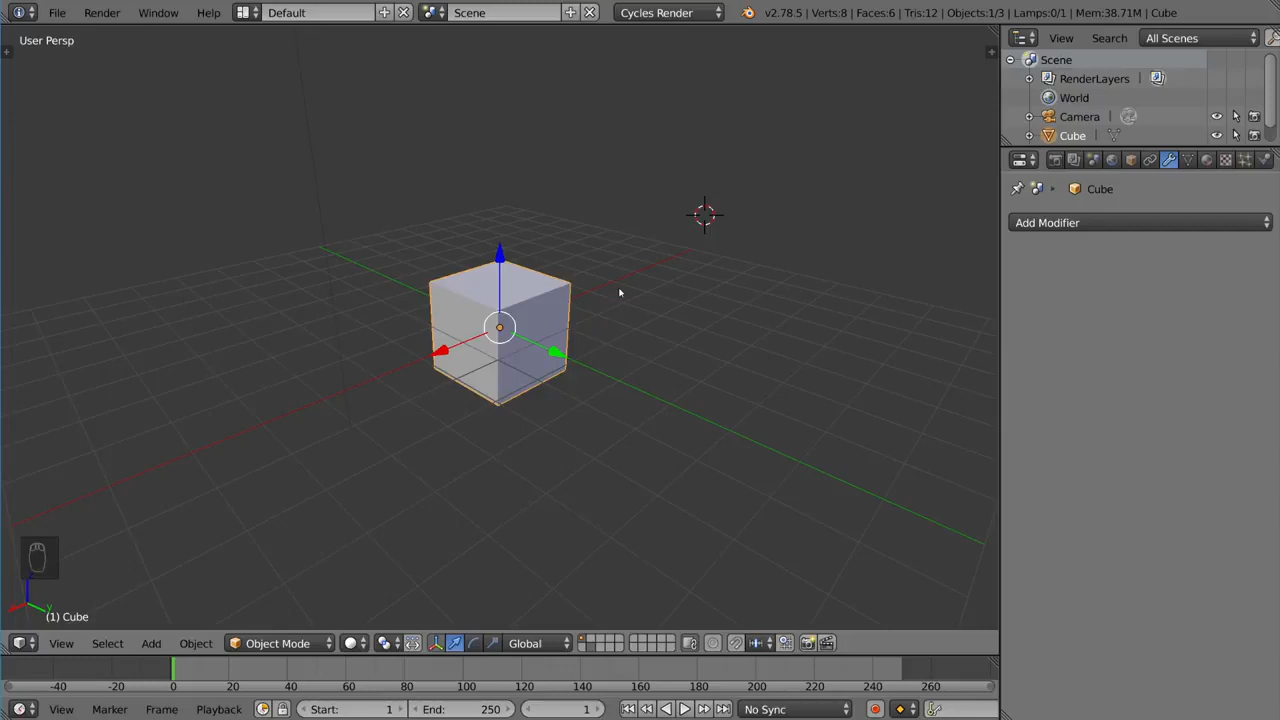 File Render Window Help Default Scene Cycles Render v2.78.5 | Verts:8 | Faces:6 | Tris:12 | Objects:1/3 | Lamps:0/1 | Mem:38.71M | Cube
User Persp
View Search All Scenes
Scene
RenderLayers
World
Camera
Cube
Cube
Add Modifier
(1) Cube
View Select Add Object Object Mode Global
-40 -20 0 20 40 60 80 100 120 140 160 180 200 220 240 260
View Marker Frame Playback Start: 1 End: 250 1 No Sync